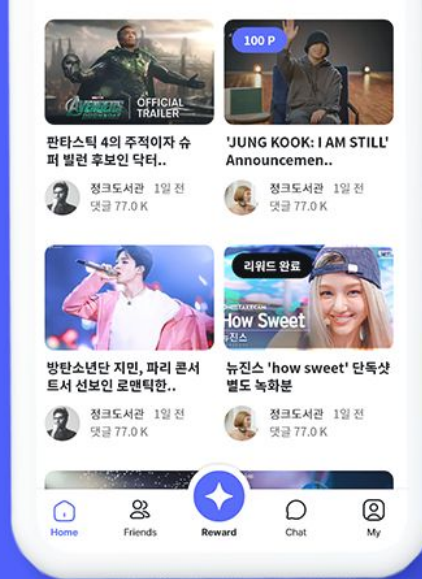 AVENGERS
OFFICIAL
TRAILER
100 P
판타스틱 4의 주적이자 슈
퍼 빌런 후보인 닥터..
'JUNG KOOK: I AM STILL'
Announcemen..
정크도서관 1일 전
댓글 77.0 K
정크도서관 1일 전
댓글 77.0 K
리워드 완료
How Sweet
뉴진스
방탄소년단 지민, 파리 콘서
트서 선보인 로맨틱한..
뉴진스 'how sweet' 단독샷
별도 녹화분
정크도서관 1일 전
댓글 77.0 K
정크도서관 1일 전
댓글 77.0 K
Home
Friends
Reward
Chat
My